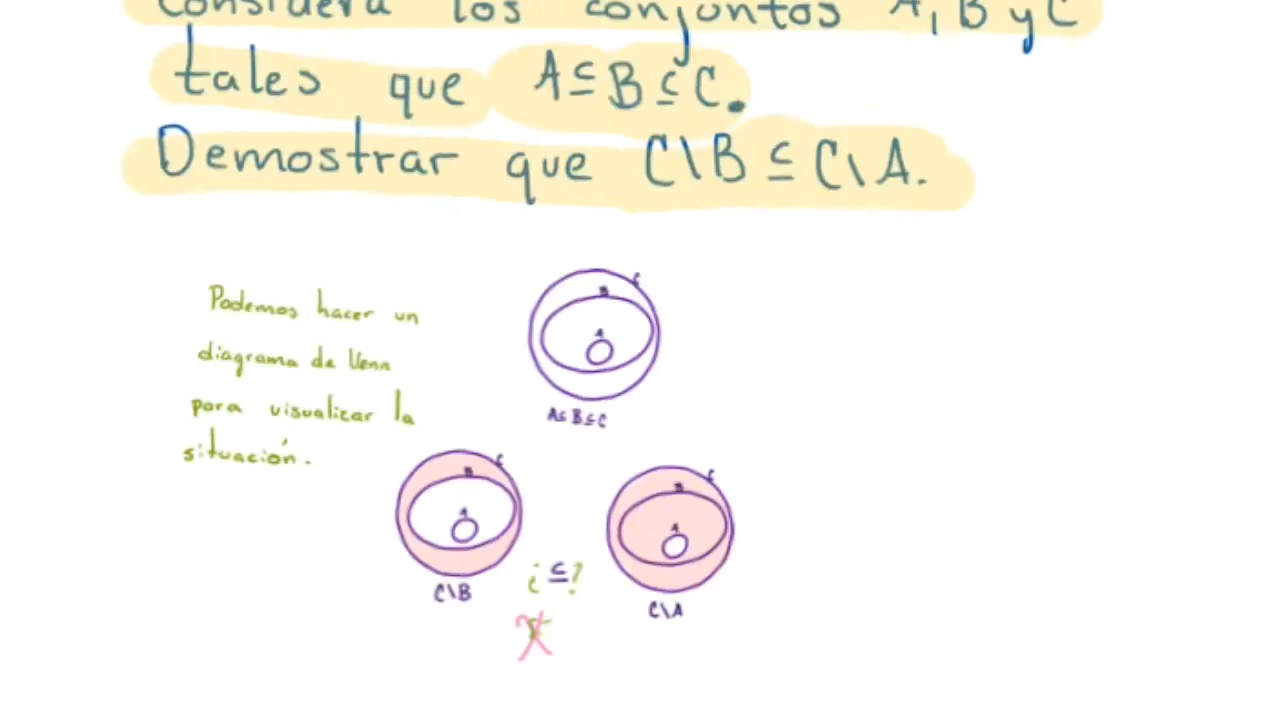 Considera los conjuntos A, B y C
tales que A ⊆ B ⊆ C.
Demostrar que C\B ⊆ C\A.
Podemos hacer un
diagrama de Venn
para visualizar la
situación.
C
B
A
A ⊆ B ⊆ C
C
B
A
C\B
¿⊆?
C
B
A
C\A